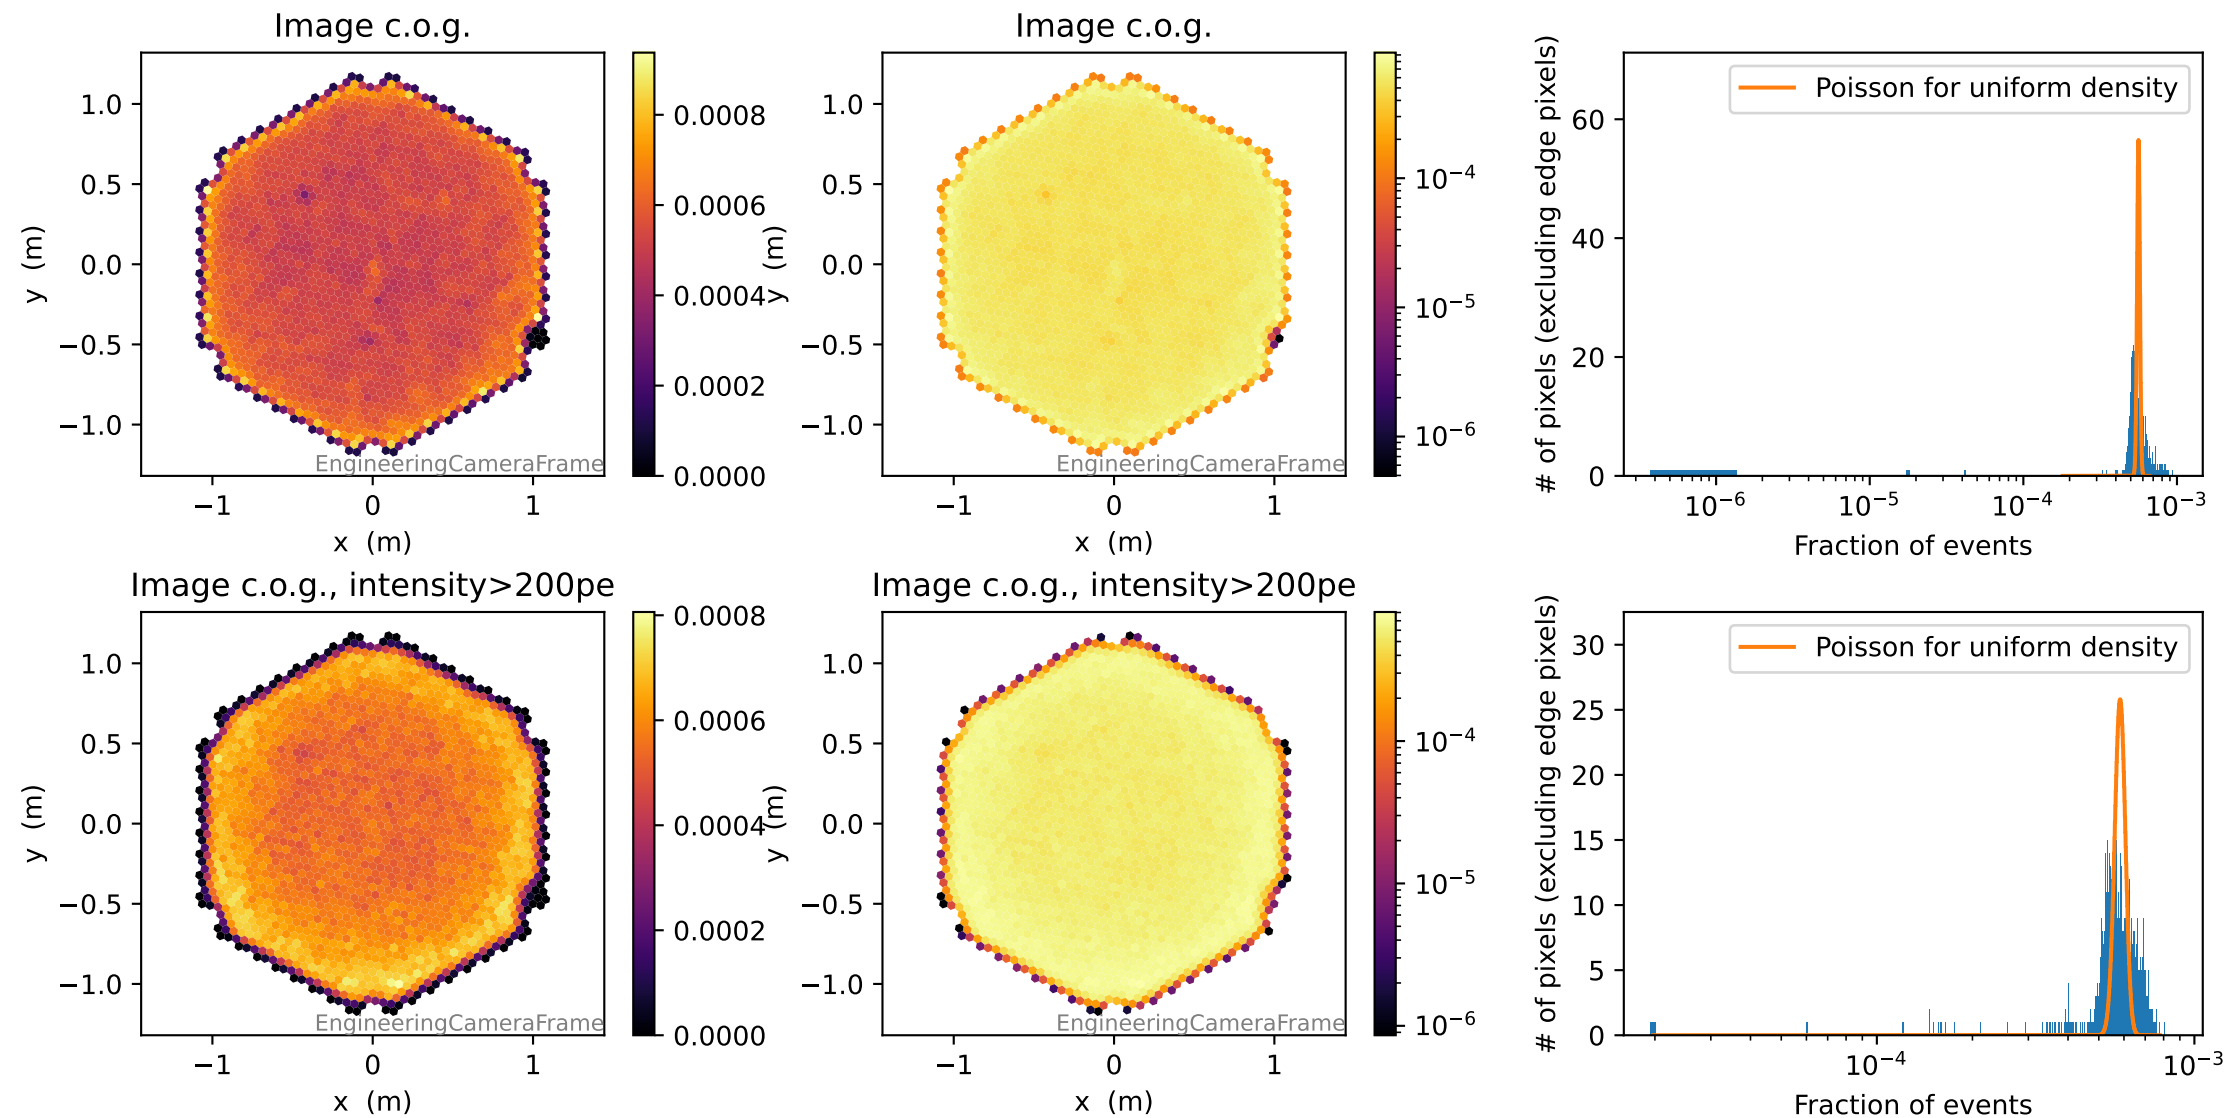 Image c.o.g.
1.0
0.5
0.0
−0.5
−1.0
y (m)
−1
0
1
x (m)
EngineeringCameraFrame
0.0008
0.0006
0.0004
0.0002
0.0000
Image c.o.g.
1.0
0.5
0.0
−0.5
−1.0
y (m)
−1
0
1
x (m)
EngineeringCameraFrame
10⁻⁴
10⁻⁵
10⁻⁶
Poisson for uniform density
# of pixels (excluding edge pixels)
60
40
20
0
10⁻⁶
10⁻⁵
10⁻⁴
10⁻³
Fraction of events
Image c.o.g., intensity>200pe
1.0
0.5
0.0
−0.5
−1.0
y (m)
−1
0
1
x (m)
EngineeringCameraFrame
0.0008
0.0006
0.0004
0.0002
0.0000
Image c.o.g., intensity>200pe
1.0
0.5
0.0
−0.5
−1.0
y (m)
−1
0
1
x (m)
EngineeringCameraFrame
10⁻⁴
10⁻⁵
10⁻⁶
Poisson for uniform density
# of pixels (excluding edge pixels)
30
25
20
15
10
5
0
10⁻⁴
10⁻³
Fraction of events